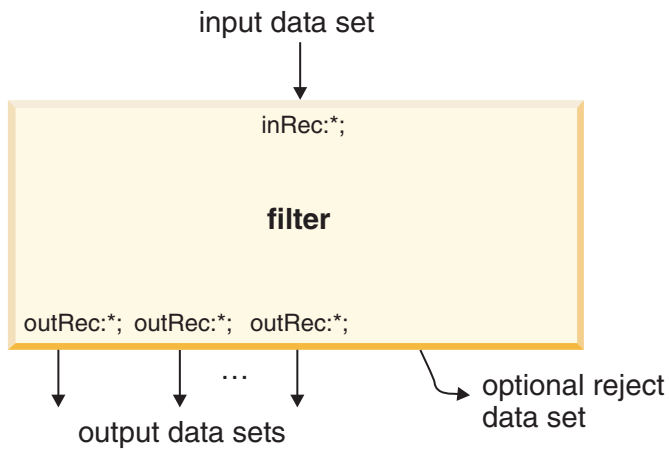 input data set
inRec:*;
filter
outRec:*; outRec:*; outRec:*;
...
output data sets
optional reject
data set